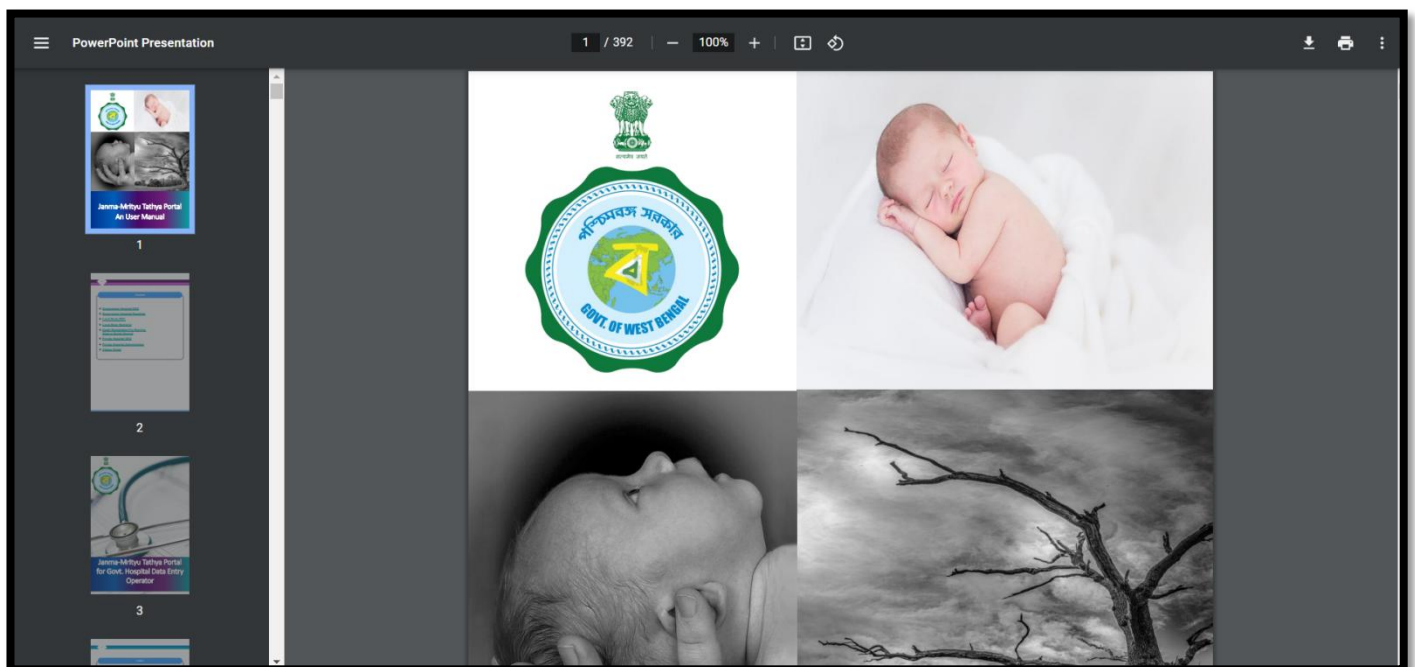 PowerPoint Presentation
1 / 392
100%
Janma-Mrityu Tathya Portal
An User Manual
1
2
Janma-Mrityu Tathya Portal
for Govt. Hospital Data Entry
Operator
3
सत्यमेव जयते
পশ্চিমবঙ্গ সরকার
ব
GOVT. OF WEST BENGAL